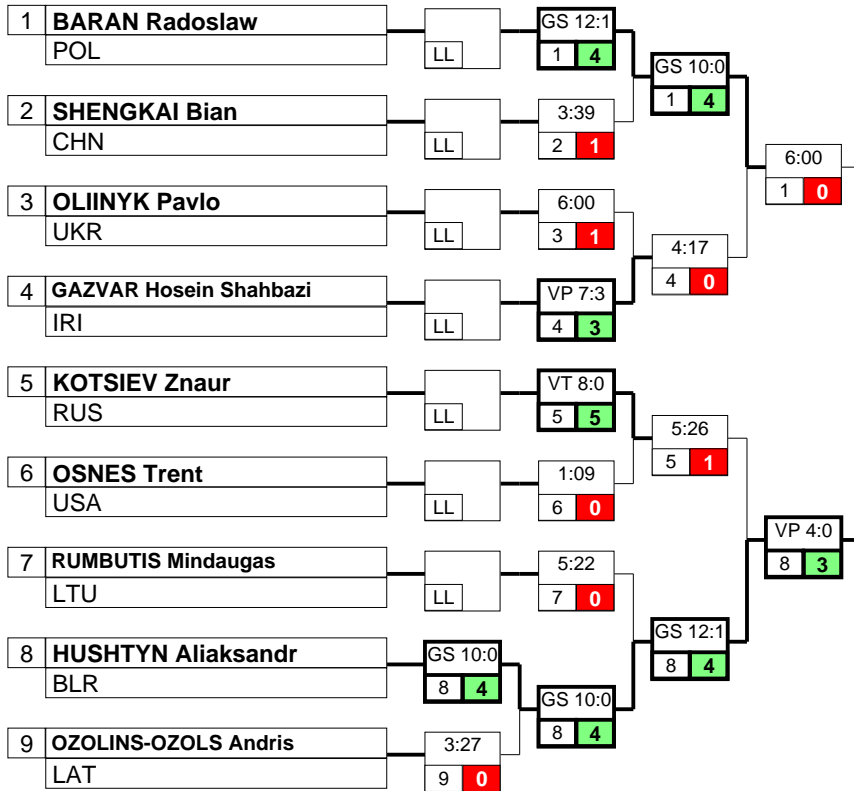 1 BARAN Radoslaw
POL
LL
GS 12:1
1 4
GS 10:0
1 4
2 SHENGKAI Bian
CHN
LL
3:39
2 1
6:00
1 0
3 OLIINYK Pavlo
UKR
LL
6:00
3 1
4:17
4 0
4 GAZVAR Hosein Shahbazi
IRI
LL
VP 7:3
4 3
5 KOTSIEV Znaur
RUS
LL
VT 8:0
5 5
5:26
5 1
6 OSNES Trent
USA
LL
1:09
6 0
VP 4:0
8 3
7 RUMBUTIS Mindaugas
LTU
LL
5:22
7 0
GS 12:1
8 4
8 HUSHTYN Aliaksandr
BLR
GS 10:0
8 4
GS 10:0
8 4
9 OZOLINS-OZOLS Andris
LAT
3:27
9 0